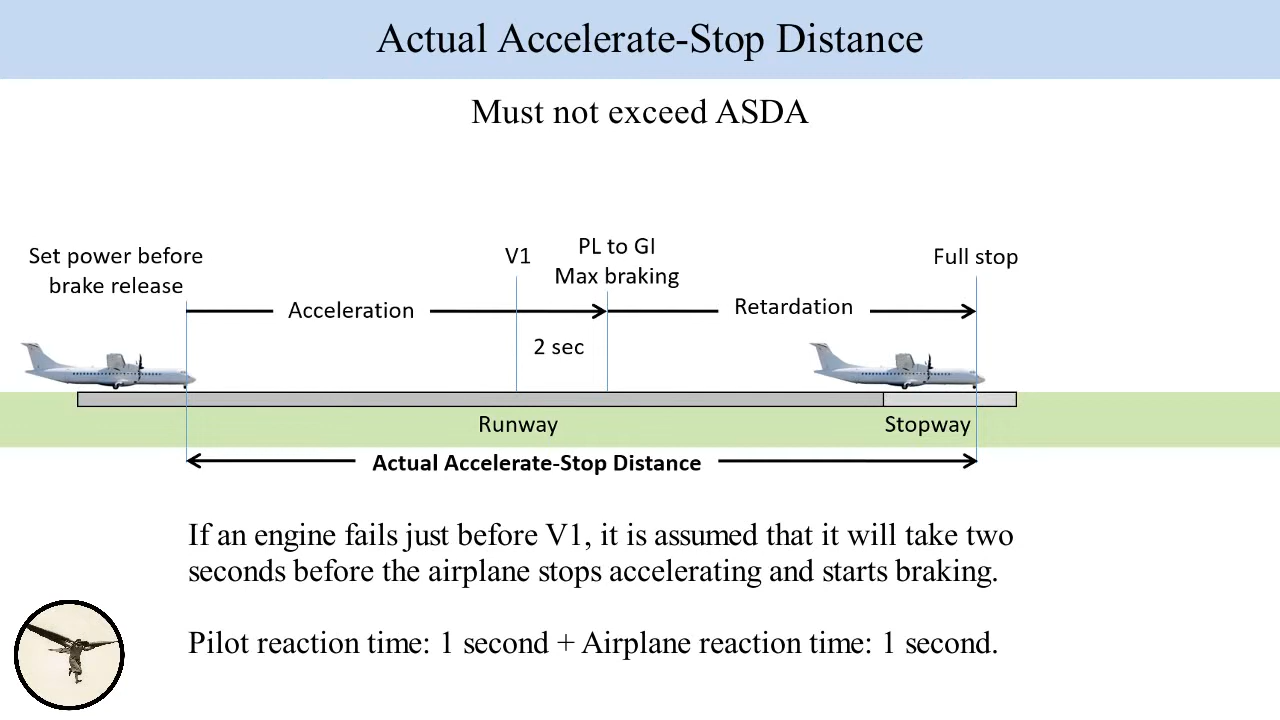 Actual Accelerate-Stop Distance
Must not exceed ASDA
Set power before
brake release
V1
PL to GI
Max braking
Full stop
Acceleration
Retardation
2 sec
Runway
Stopway
Actual Accelerate-Stop Distance
If an engine fails just before V1, it is assumed that it will take two
seconds before the airplane stops accelerating and starts braking.
Pilot reaction time: 1 second + Airplane reaction time: 1 second.